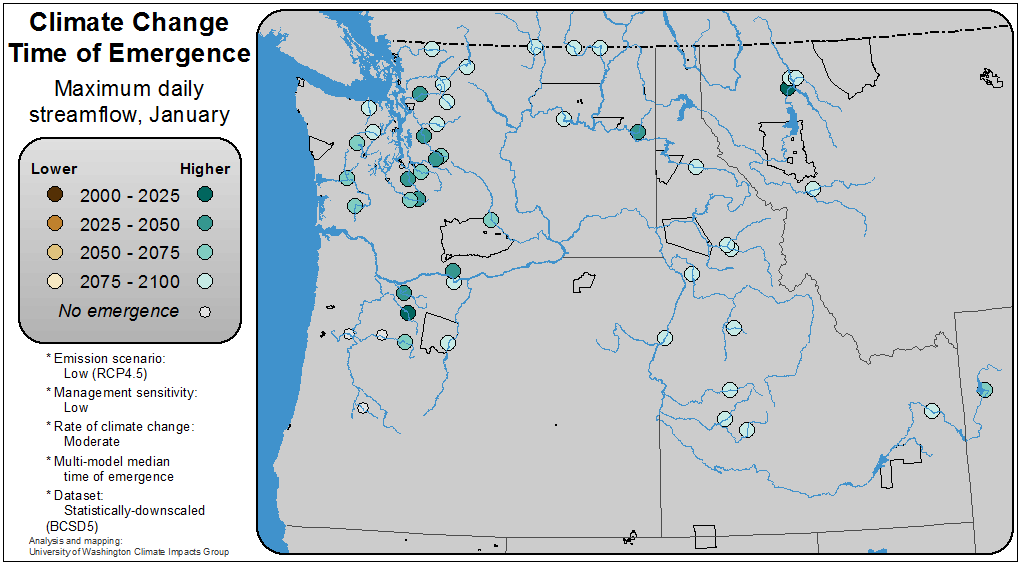 Climate Change
Time of Emergence
Maximum daily
streamflow, January
Lower Higher
2000 - 2025
2025 - 2050
2050 - 2075
2075 - 2100
No emergence
* Emission scenario:
Low (RCP4.5)
* Management sensitivity:
Low
* Rate of climate change:
Moderate
* Multi-model median
time of emergence
* Dataset:
Statistically-downscaled
(BCSD5)
Analysis and mapping:
University of Washington Climate Impacts Group